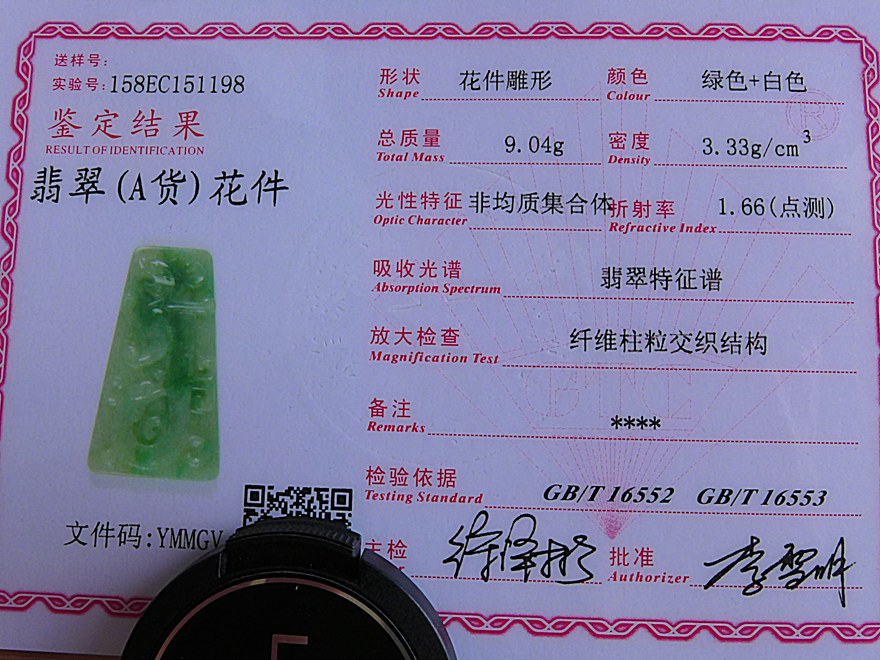 送样号:
实验号:158EC151198
鉴定结果
RESULT OF IDENTIFICATION
翡翠(A货)花件
文件码:YMMGV
形状 花件雕形
Shape
颜色 绿色+白色
Colour
总质量 9.04g
Total Mass
密度 3.33g/cm³
Density
光性特征 非均质集合体
Optic Character
折射率 1.66(点测)
Refractive Index
吸收光谱 翡翠特征谱
Absorption Spectrum
放大检查 纤维柱粒交织结构
Magnification Test
备注 ****
Remarks
检验依据 GB/T 16552 GB/T 16553
Testing Standard
主检
批准 李雪明
Authorizer